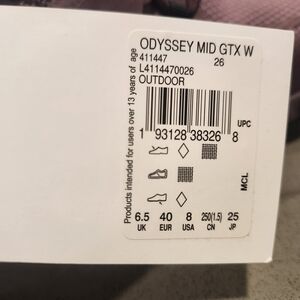 ODYSSEY MID GTX W
411447 26
L4114470026
OUTDOOR
UPC
1 93128 38326 8
MCL
6.5 40 8 250(1.5) 25
UK EUR USA CN JP
Products intended for users over 13 years of age